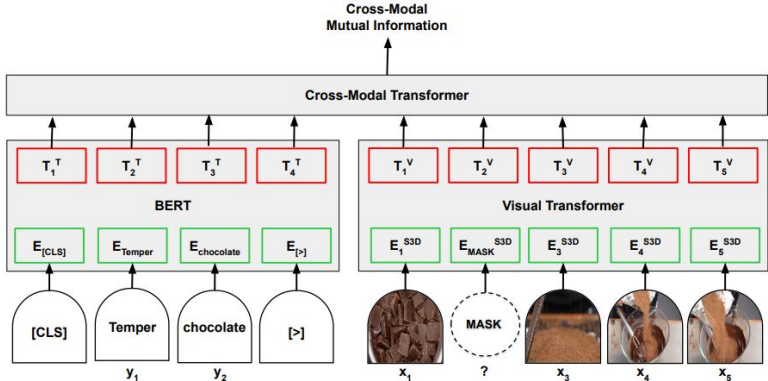 Cross-Modal
Mutual Information
Cross-Modal Transformer
T₁ᵀ T₂ᵀ T₃ᵀ T₄ᵀ T₁ⱽ T₂ⱽ T₃ⱽ T₄ⱽ T₅ⱽ
BERT Visual Transformer
E[CLS] ETemper Echocolate E[>] E₁S3D EMASKS3D E₃S3D E₄S3D E₅S3D
[CLS] Temper chocolate [>] MASK
y₁ y₂ x₁ ? x₃ x₄ x₅